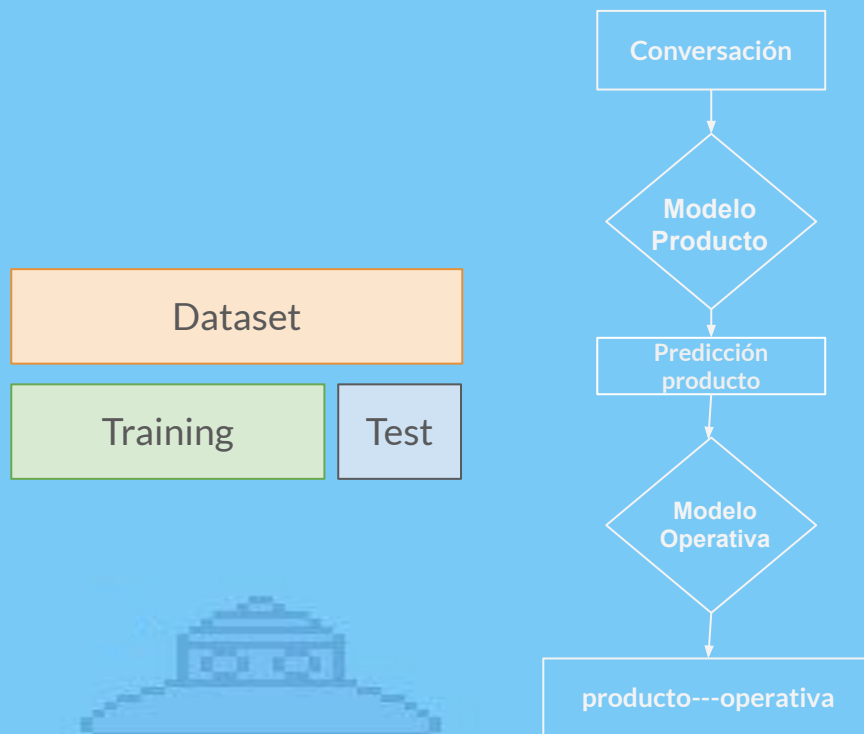 Dataset
Training
Test
Conversación
Modelo
Producto
Predicción
producto
Modelo
Operativa
producto---operativa